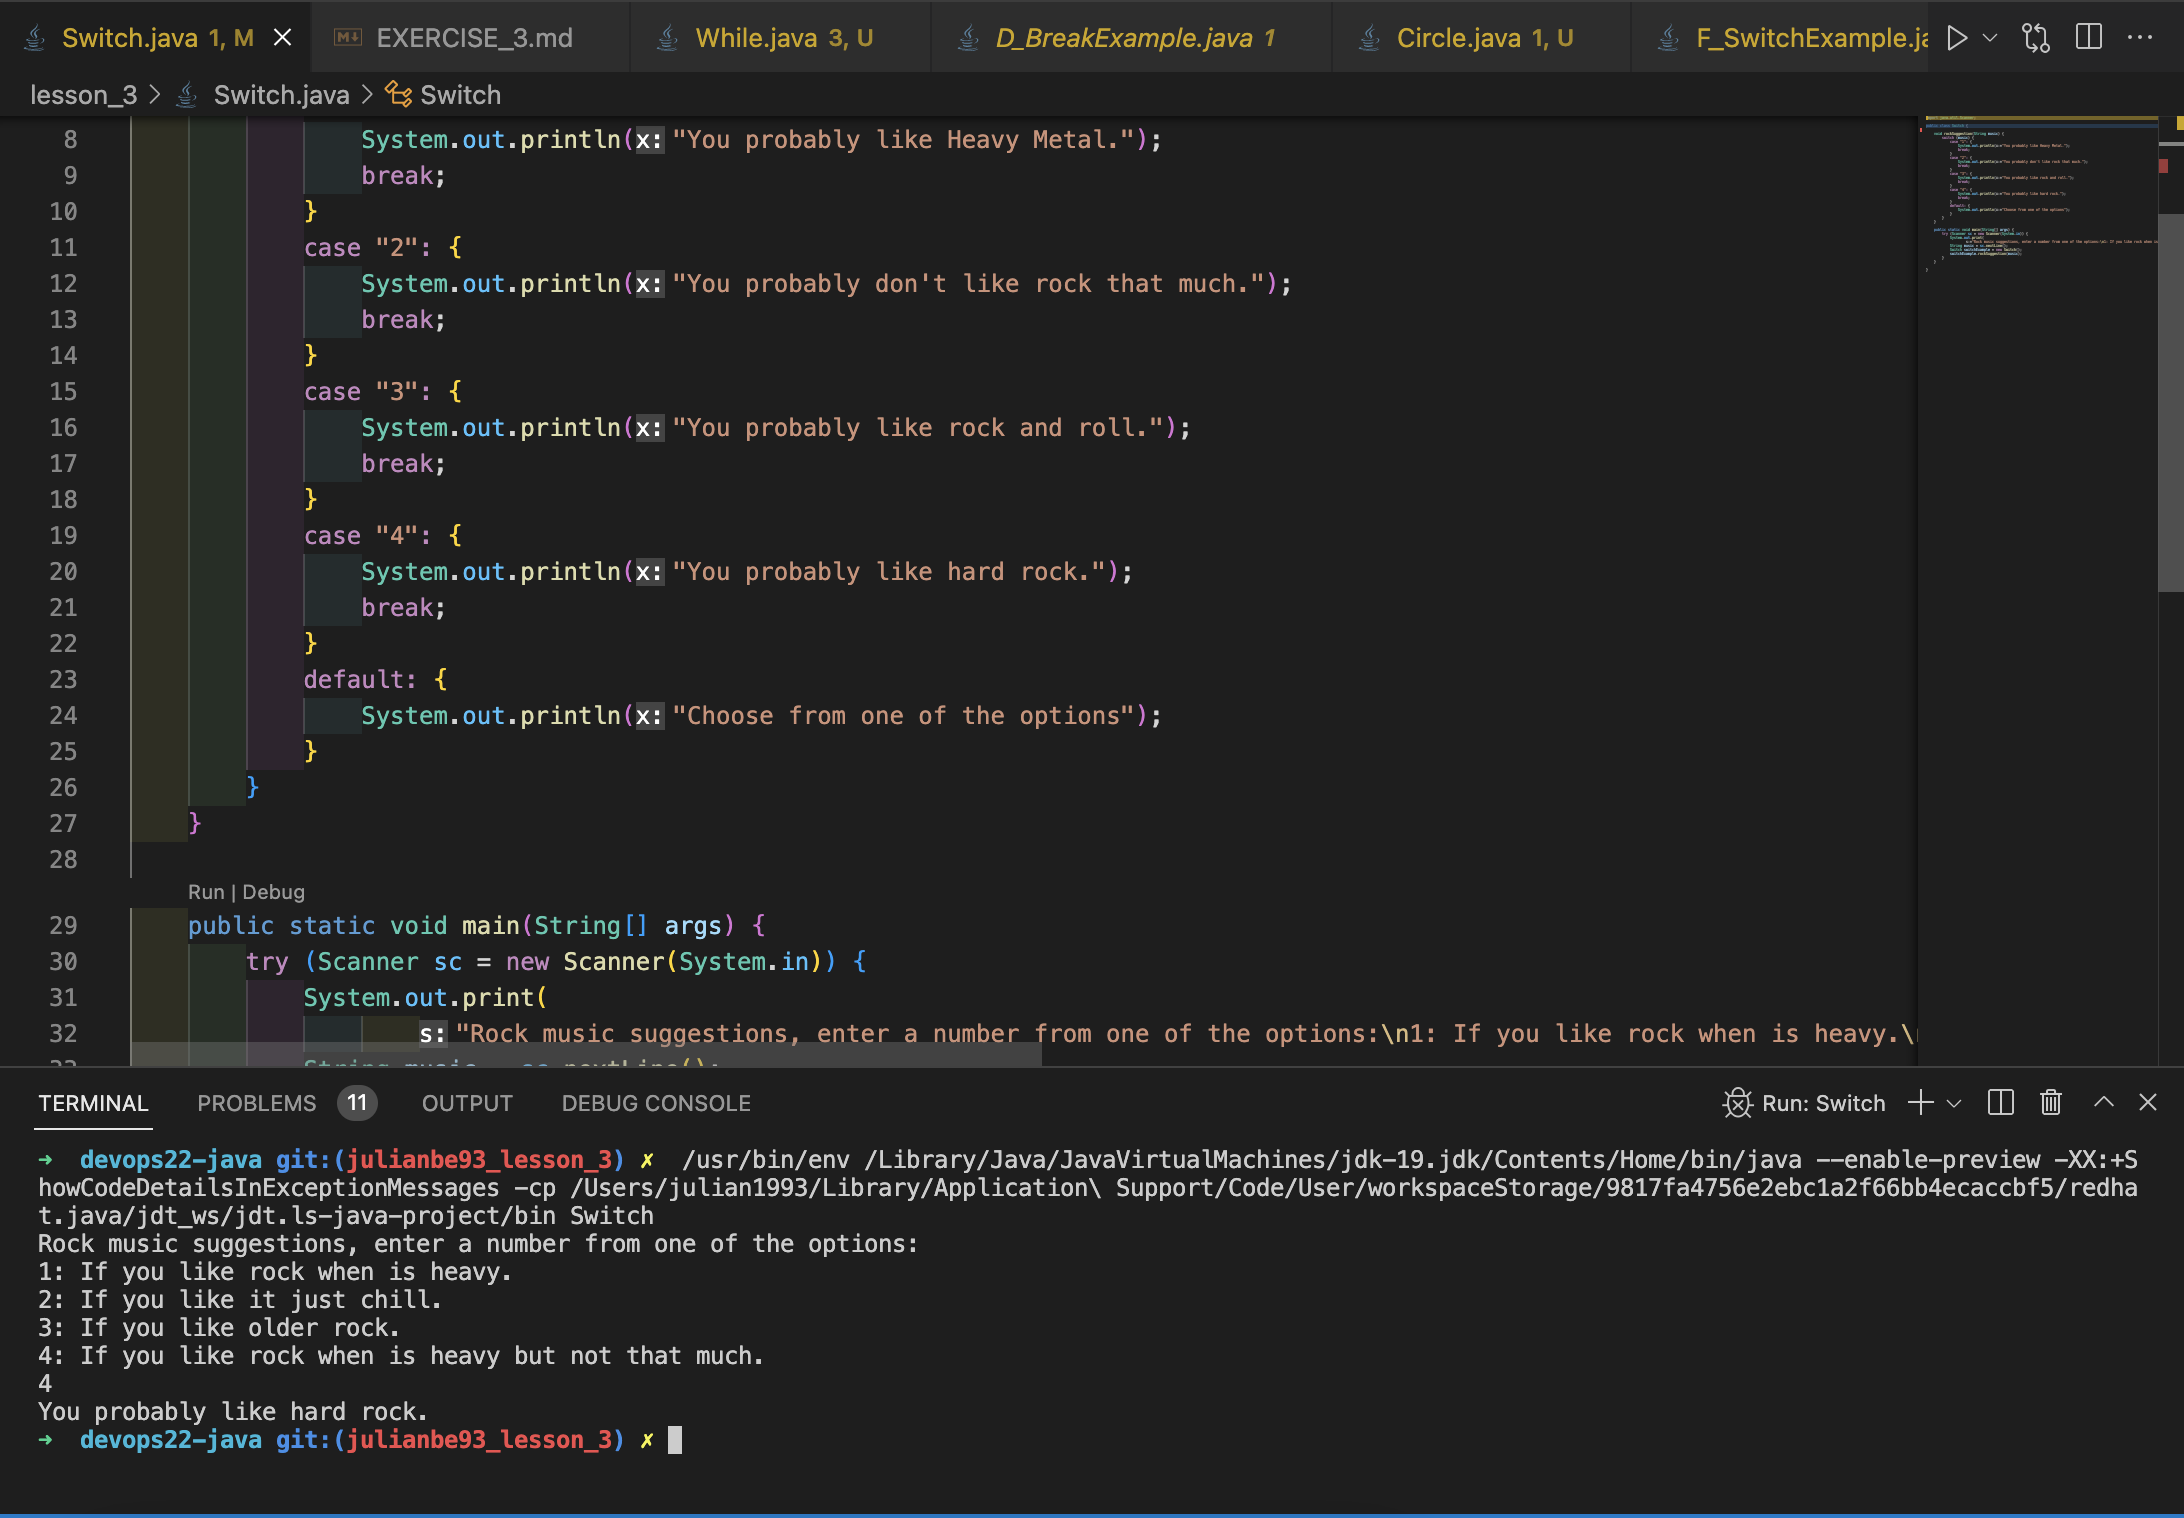 Switch.java 1, M
EXERCISE_3.md
While.java 3, U
D_BreakExample.java 1
Circle.java 1, U
F_SwitchExample.ja
lesson_3 > Switch.java > Switch
8 System.out.println(x: "You probably like Heavy Metal.");
9 break;
10 }
11 case "2": {
12 System.out.println(x: "You probably don't like rock that much.");
13 break;
14 }
15 case "3": {
16 System.out.println(x: "You probably like rock and roll.");
17 break;
18 }
19 case "4": {
20 System.out.println(x: "You probably like hard rock.");
21 break;
22 }
23 default: {
24 System.out.println(x: "Choose from one of the options");
25 }
26 }
27 }
28
Run | Debug
29 public static void main(String[] args) {
30 try (Scanner sc = new Scanner(System.in)) {
31 System.out.print(
32 s: "Rock music suggestions, enter a number from one of the options:\n1: If you like rock when is heavy.\
33 String music = sc.nextLine();
TERMINAL PROBLEMS 11 OUTPUT DEBUG CONSOLE Run: Switch
→ devops22-java git:(julianbe93_lesson_3) ✗ /usr/bin/env /Library/Java/JavaVirtualMachines/jdk-19.jdk/Contents/Home/bin/java --enable-preview -XX:+S
howCodeDetailsInExceptionMessages -cp /Users/julian1993/Library/Application\ Support/Code/User/workspaceStorage/9817fa4756e2ebc1a2f66bb4ecaccbf5/redha
t.java/jdt_ws/jdt.ls-java-project/bin Switch
Rock music suggestions, enter a number from one of the options:
1: If you like rock when is heavy.
2: If you like it just chill.
3: If you like older rock.
4: If you like rock when is heavy but not that much.
4
You probably like hard rock.
→ devops22-java git:(julianbe93_lesson_3) ✗